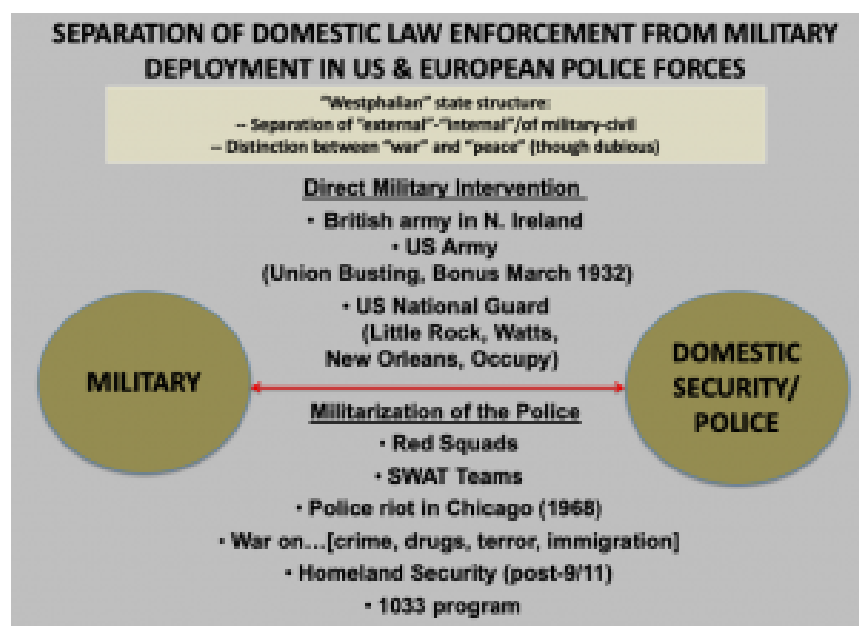 SEPARATION OF DOMESTIC LAW ENFORCEMENT FROM MILITARY
DEPLOYMENT IN US & EUROPEAN POLICE FORCES
"Westphalian" state structure:
-- Separation of "external"-"internal"/of military-civil
-- Distinction between "war" and "peace" (though dubious)
Direct Military Intervention
• British army in N. Ireland
• US Army
(Union Busting, Bonus March 1932)
• US National Guard
(Little Rock, Watts,
New Orleans, Occupy)
MILITARY
DOMESTIC
SECURITY/
POLICE
Militarization of the Police
• Red Squads
• SWAT Teams
• Police riot in Chicago (1968)
• War on...[crime, drugs, terror, immigration]
• Homeland Security (post-9/11)
• 1033 program